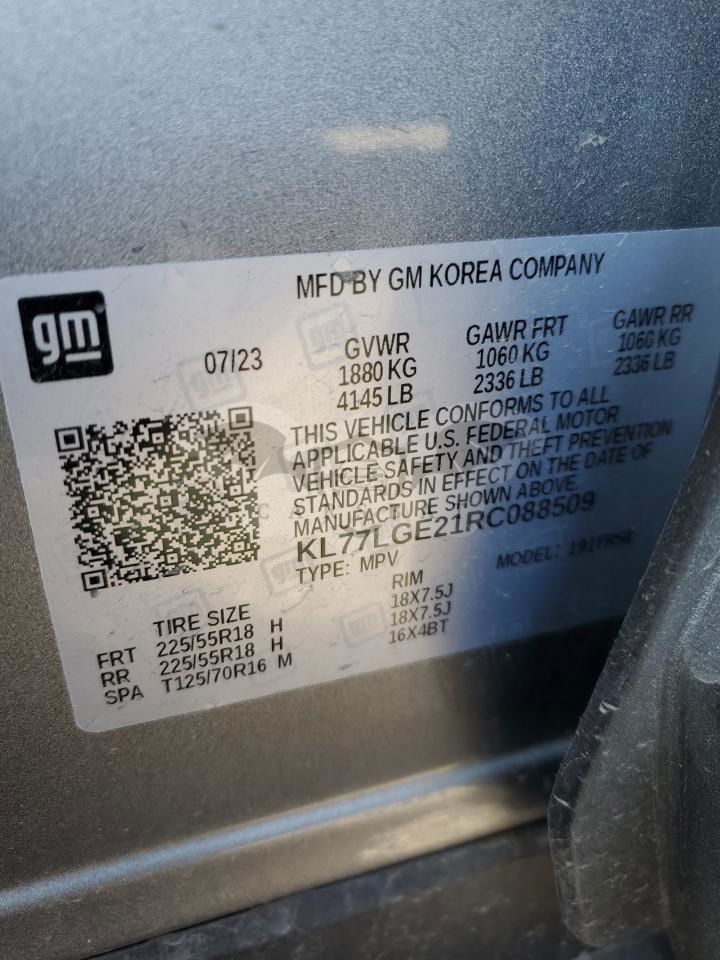 MFD BY GM KOREA COMPANY
gm
07/23
GVWR GAWR FRT GAWR RR
1880 KG 1060 KG 1060 KG
4145 LB 2336 LB 2336 LB
THIS VEHICLE CONFORMS TO ALL
APPLICABLE U.S. FEDERAL MOTOR
VEHICLE SAFETY AND THEFT PREVENTION
STANDARDS IN EFFECT ON THE DATE OF
MANUFACTURE SHOWN ABOVE.
KL77LGE21RC088509
TYPE: MPV MODEL:
TIRE SIZE RIM
FRT 225/55R18 H 18X7.5J
RR 225/55R18 H 18X7.5J
SPA T125/70R16 M 16X4BT